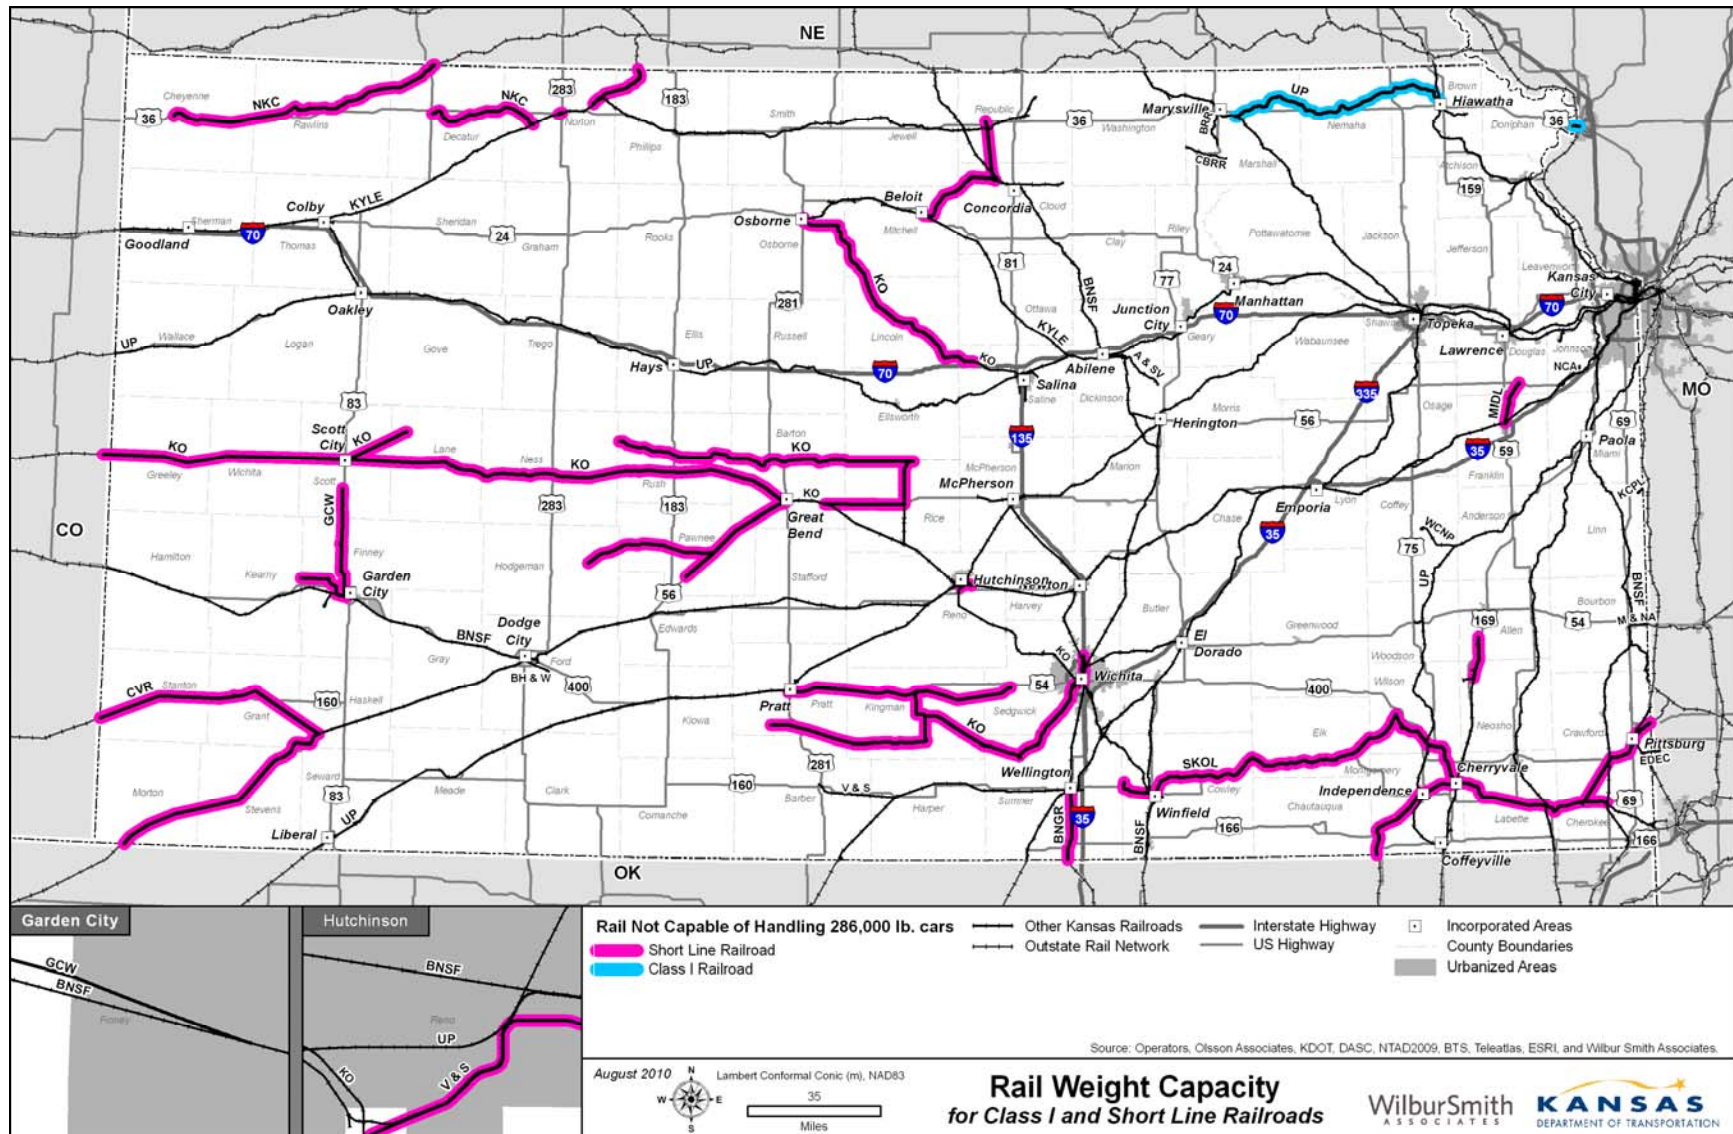 NE
Cheyenne
NKC
Rawlins
36
NKC
Decatur
283
Norton
183
Phillips
Smith
Jewell
Republic
36
Washington
Marysville
BRR
CBRR
Marshall
UP
Nemaha
Brown
Hiawatha
Doniphan
36
Atchison
159
Sherman
Goodland
70
Colby
Thomas
KYLE
Sheridan
24
Graham
Rooks
Osborne
Osborne
Beloit
Mitchell
Concordia
Cloud
Clay
Riley
Pottawatomie
Jackson
Jefferson
Leavenworth
Kansas
City
81
77
24
Manhattan
Junction
City
70
Geary
Wabaunsee
Topeka
Lawrence
Douglas
Johnson
70
NCA
UP
Wallace
Oakley
Logan
Gove
Trego
Ellis
Hays
UP
281
Russell
KO
Lincoln
KO
70
Ottawa
KYLE
BNSF
Abilene
A & SV
Salina
Saline
Dickinson
Ellsworth
Herington
Morris
56
335
Osage
MIDL
MO
69
Paola
Miami
83
Scott
City
KO
KO
Greeley
Wichita
Scott
Lane
Ness
KO
Rush
Barton
KO
McPherson
McPherson
135
Marion
35
59
Franklin
Emporia
Lyon
Chase
35
Coffey
Anderson
KCPL
Linn
WCNP
75
CO
GCW
283
183
KO
Great
Bend
Rice
Pawnee
Hamilton
Kearny
Finney
Garden
City
Hodgeman
56
Stafford
Hutchinson
Newton
Reno
Harvey
Butler
El
Dorado
Greenwood
UP
BNSF
Bourbon
54
M & NA
169
Allen
Woodson
Wilson
BNSF
Dodge
City
Gray
Ford
BH & W
400
Edwards
Kiowa
KO
Wichita
54
Sedgwick
Pratt
Pratt
Kingman
KO
400
CVR
Stanton
Grant
160
Haskell
Neosho
Crawford
Pittsburg
EDEC
Elk
SKOL
Cherryvale
Montgomery
Independence
Labette
Cherokee
69
Morton
Stevens
Seward
83
Meade
Clark
Comanche
160
281
Barber
V & S
Harper
Wellington
Sumner
BNGR
35
BNSF
Winfield
Cowley
Chautauqua
166
Coffeyville
166
Liberal
UP
OK
Garden City
GCW
BNSF
Finney
Hutchinson
BNSF
Reno
UP
KO
V & S
Rail Not Capable of Handling 286,000 lb. cars
Short Line Railroad
Class I Railroad
Other Kansas Railroads
Outstate Rail Network
Interstate Highway
US Highway
Incorporated Areas
County Boundaries
Urbanized Areas
Source: Operators, Olsson Associates, KDOT, DASC, NTAD2009, BTS, Teleatlas, ESRI, and Wilbur Smith Associates.
August 2010
N
W
E
S
Lambert Conformal Conic (m), NAD83
35
Miles
Rail Weight Capacity
for Class I and Short Line Railroads
WilburSmith
ASSOCIATES
KANSAS
DEPARTMENT OF TRANSPORTATION